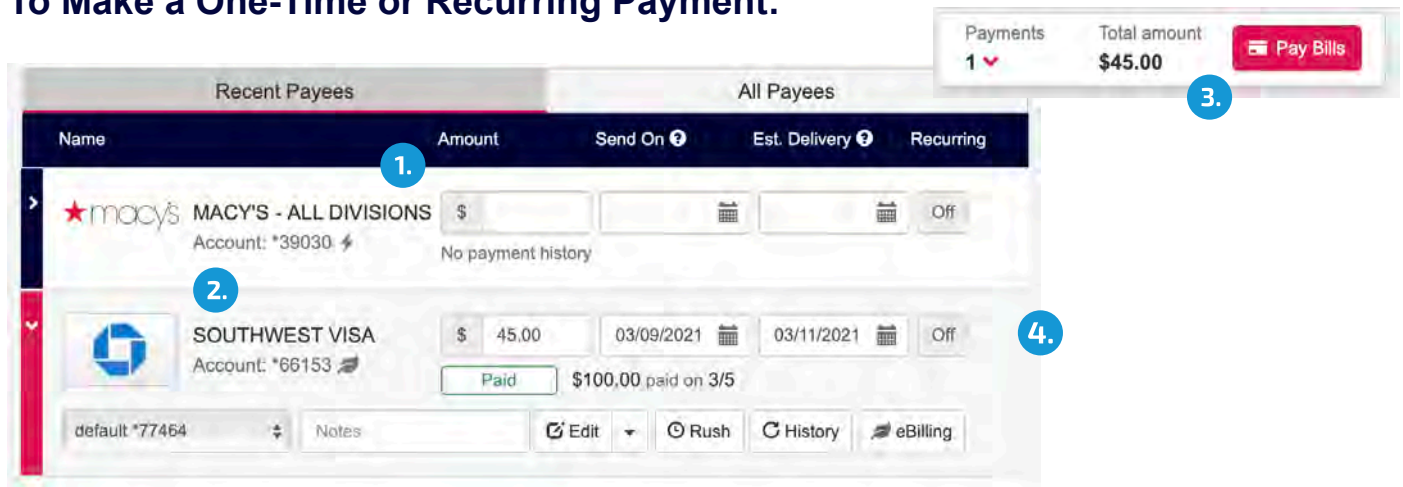 To Make a One-Time or Recurring Payment:
Payments Total amount
1 $45.00 Pay Bills
3.
Recent Payees All Payees
Name Amount Send On Est. Delivery Recurring
1.
macy's MACY'S - ALL DIVISIONS $ Off
Account: *39030
No payment history
2.
SOUTHWEST VISA $ 45.00 03/09/2021 03/11/2021 Off 4.
Account: *66153
Paid $100.00 paid on 3/5
default *77464 Notes Edit Rush History eBilling